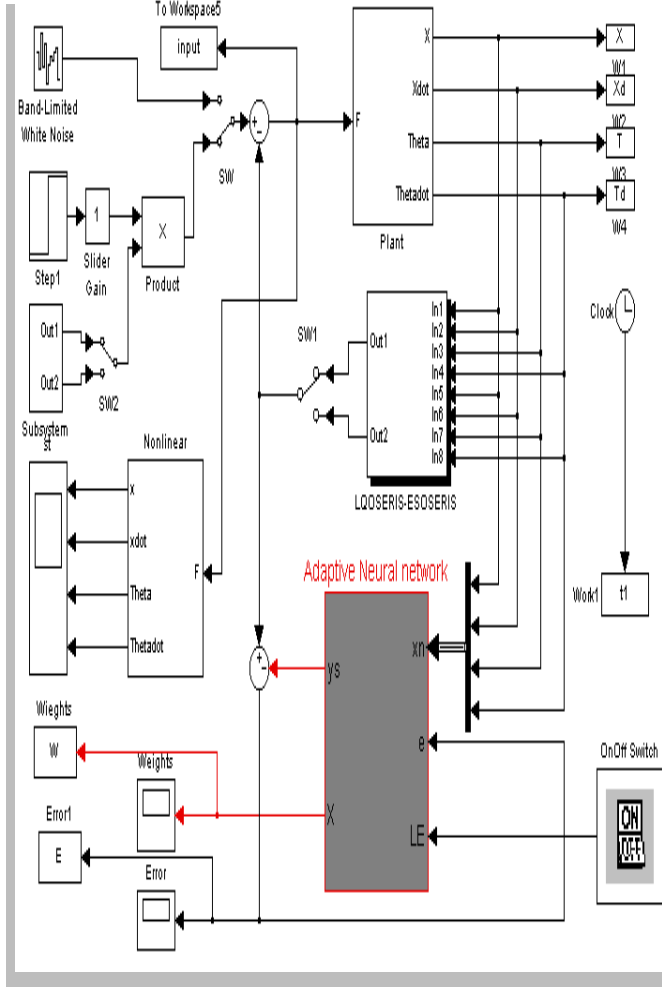 To Workspace5
input
Band-Limited
White Noise
SW
X
Xdot
Theta
Thetadot
F
Plant
X
W1
Xd
W2
T
W3
Td
W4
Step1
1
Slider
Gain
X
Product
Out1
Out2
SW2
Subsystem
st
Clock
SW1
Out1
Out2
In1
In2
In3
In4
In5
In6
In7
In8
LQOSERIS-ESOSERIS
Nonlinear
x
xdot
Theta
Thetadot
F
Work1
t1
Adaptive Neural network
ys
xn
e
X
LE
Wieghts
W
Weights
Error1
E
Error
OnOff Switch
ON
OFF